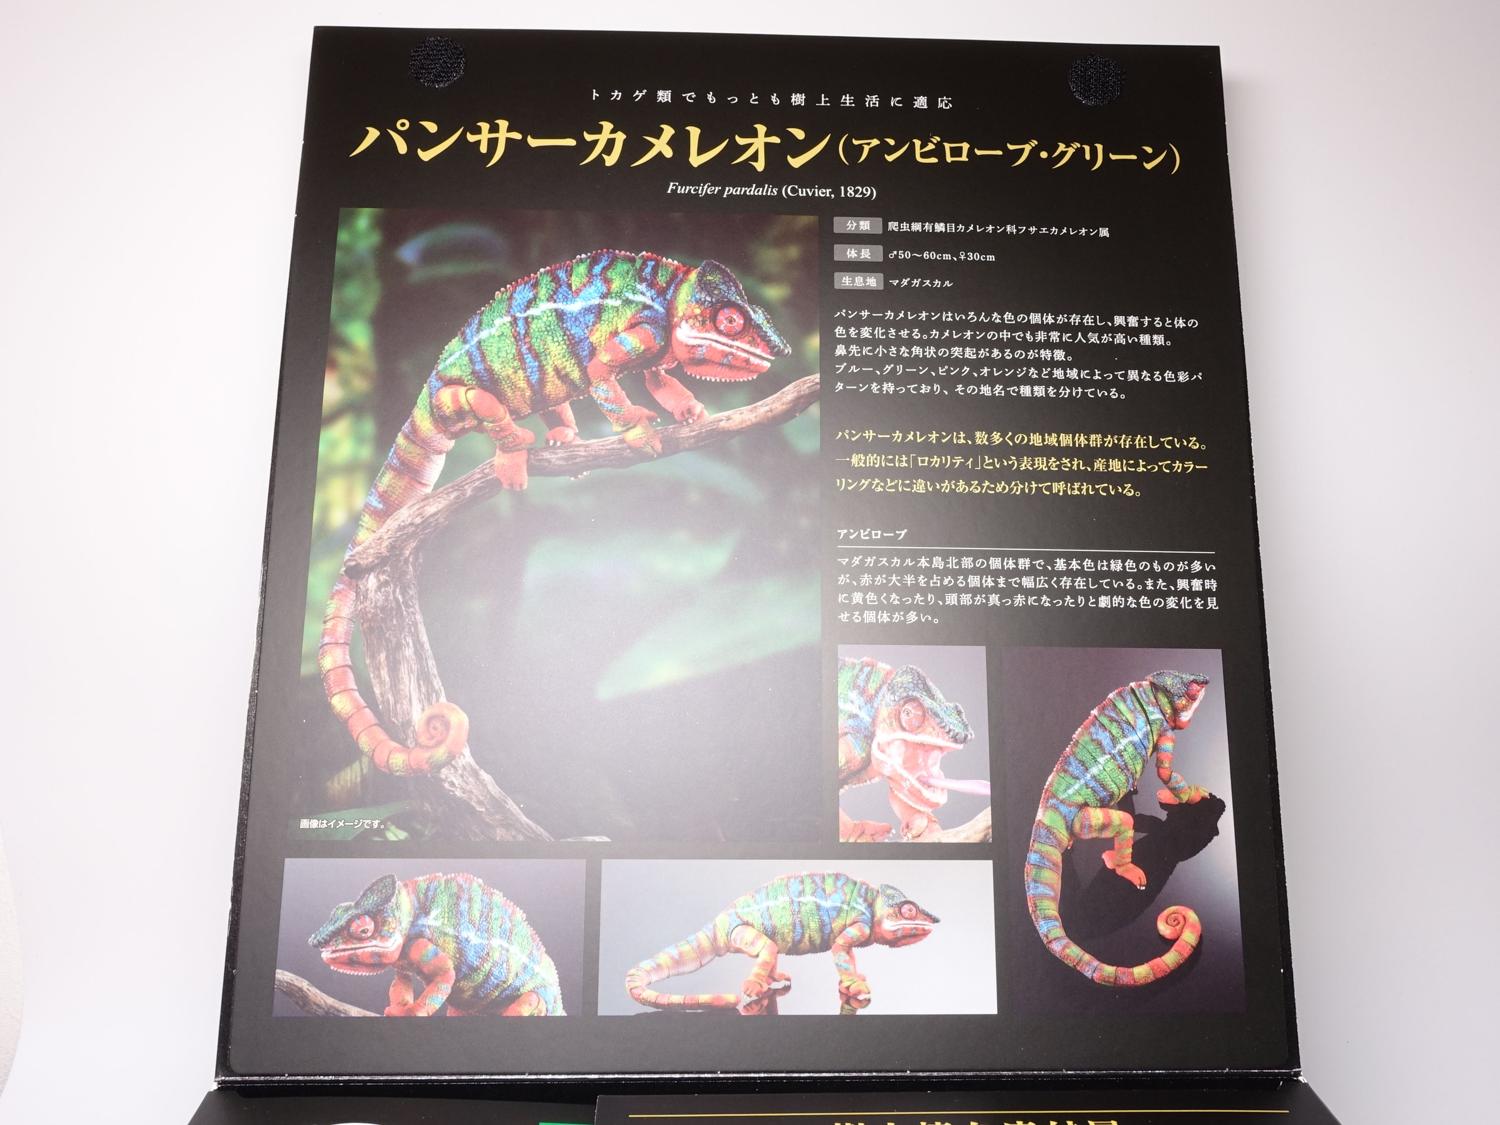 トカゲ類でもっとも樹上生活に適応
パンサーカメレオン(アンビローブ・グリーン)
Furcifer pardalis (Cuvier, 1829)
分類 爬虫綱有鱗目カメレオン科フサエカメレオン属
体長 ♂50〜60cm、♀30cm
生息地 マダガスカル
パンサーカメレオンはいろんな色の個体が存在し、興奮すると体の
色を変化させる。カメレオンの中でも非常に人気が高い種類。
鼻先に小さな角状の突起があるのが特徴。
ブルー、グリーン、ピンク、オレンジなど地域によって異なる色彩パ
ターンを持っており、その地名で種類を分けている。
パンサーカメレオンは、数多くの地域個体群が存在している。
一般的には「ロカリティ」という表現をされ、産地によってカラー
リングなどに違いがあるため分けて呼ばれている。
アンビローブ
マダガスカル本島北部の個体群で、基本色は緑色のものが多い
が、赤が大半を占める個体まで幅広く存在している。また、興奮時
に黄色くなったり、頭部が真っ赤になったりと劇的な色の変化を見
せる個体が多い。
画像はイメージです。